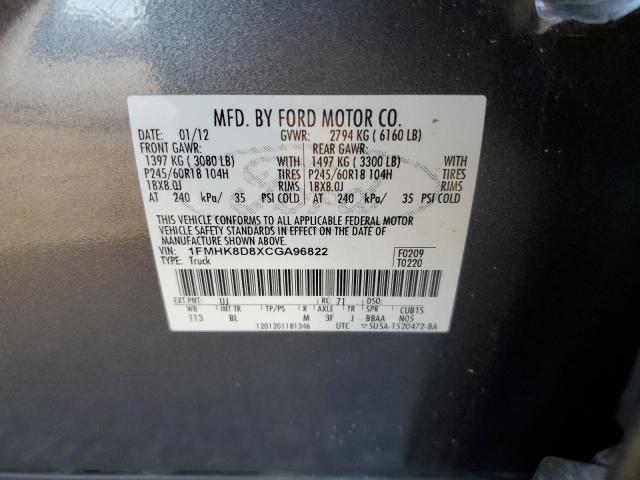 MFD. BY FORD MOTOR CO.
DATE: 01/12 GVWR: 2794 KG ( 6160 LB)
FRONT GAWR: REAR GAWR:
1397 KG ( 3080 LB) WITH 1497 KG ( 3300 LB) WITH
P245/60R18 104H TIRES P245/60R18 104H TIRES
18X8.0J RIMS 18X8.0J RIMS
AT 240 kPa/ 35 PSI COLD AT 240 kPa/ 35 PSI COLD
THIS VEHICLE CONFORMS TO ALL APPLICABLE FEDERAL MOTOR
VEHICLE SAFETY STANDARDS IN EFFECT ON THE DATE OF
MANUFACTURE SHOWN ABOVE.
VIN: 1FMHK8D8XCGA96822 F0209
TYPE: Truck T0220
EXT PNT: UJ RC: 71 DSO:
WB INT TR TP/PS R AXLE TR SPR CUBTS
113 BL M 3F J BBAA N05
1201201181346 UTC 5U5A-1520472-BA
Ford